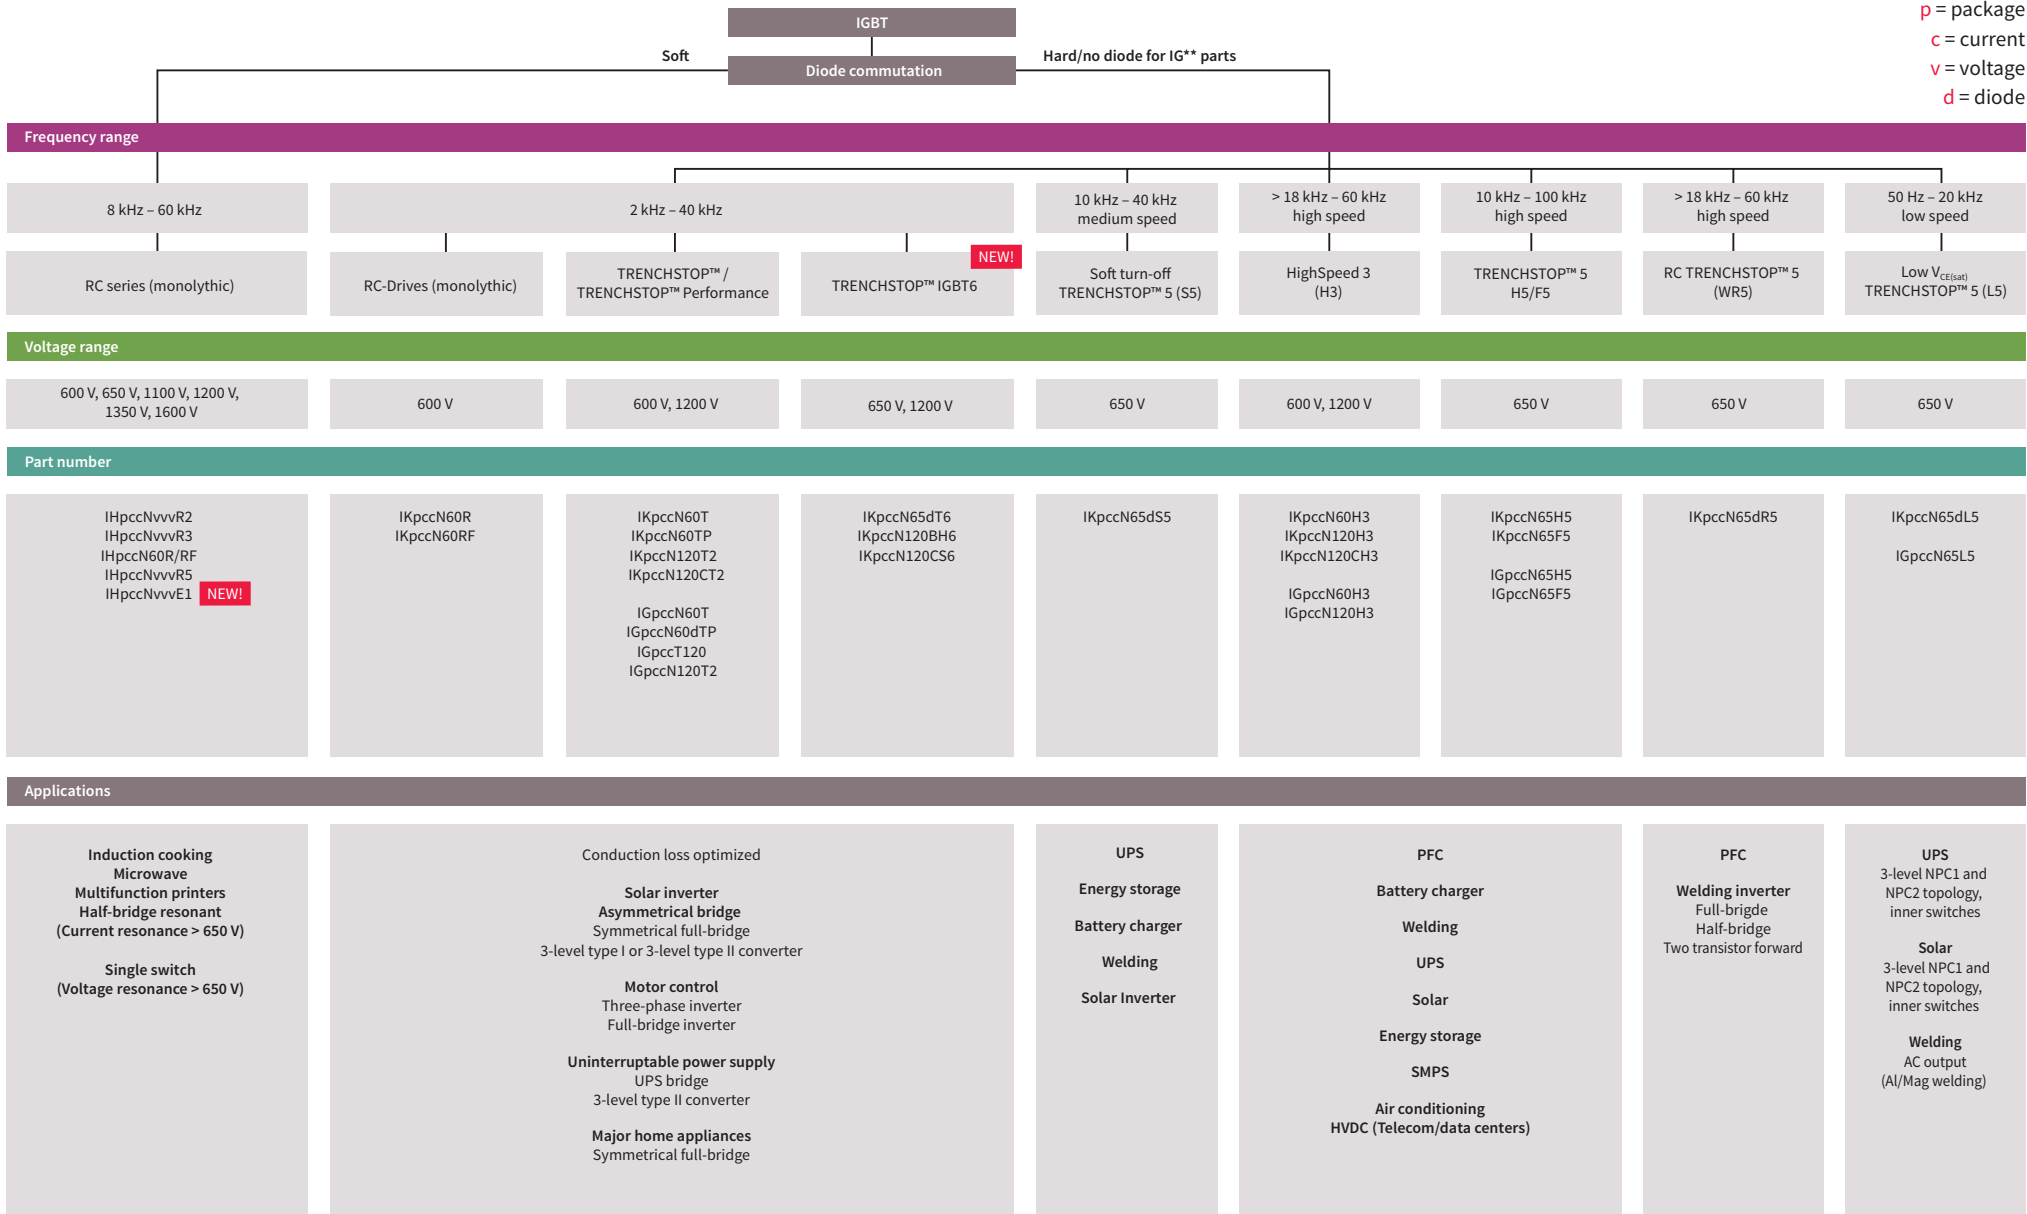 IGBT
Soft
Diode commutation
Hard/no diode for IG** parts
p = package
c = current
v = voltage
d = diode
Frequency range
8 kHz – 60 kHz
2 kHz – 40 kHz
10 kHz – 40 kHz
medium speed
> 18 kHz – 60 kHz
high speed
10 kHz – 100 kHz
high speed
> 18 kHz – 60 kHz
high speed
50 Hz – 20 kHz
low speed
RC series (monolythic)
RC-Drives (monolythic)
TRENCHSTOP™ /
TRENCHSTOP™ Performance
NEW!
TRENCHSTOP™ IGBT6
Soft turn-off
TRENCHSTOP™ 5 (S5)
HighSpeed 3
(H3)
TRENCHSTOP™ 5
H5/F5
RC TRENCHSTOP™ 5
(WR5)
Low VCE(sat)
TRENCHSTOP™ 5 (L5)
Voltage range
600 V, 650 V, 1100 V, 1200 V,
1350 V, 1600 V
600 V
600 V, 1200 V
650 V, 1200 V
650 V
600 V, 1200 V
650 V
650 V
650 V
Part number
IHpccNvvvR2
IHpccNvvvR3
IHpccN60R/RF
IHpccNvvvR5
IHpccNvvvE1 NEW!
IKpccN60R
IKpccN60RF
IKpccN60T
IKpccN60TP
IKpccN120T2
IKpccN120CT2
IGpccN60T
IGpccN60dTP
IGpccT120
IGpccN120T2
IKpccN65dT6
IKpccN120BH6
IKpccN120CS6
IKpccN65dS5
IKpccN60H3
IKpccN120H3
IKpccN120CH3
IGpccN60H3
IGpccN120H3
IKpccN65H5
IKpccN65F5
IGpccN65H5
IGpccN65F5
IKpccN65dR5
IKpccN65dL5
IGpccN65L5
Applications
Induction cooking
Microwave
Multifunction printers
Half-bridge resonant
(Current resonance > 650 V)
Single switch
(Voltage resonance > 650 V)
Conduction loss optimized
Solar inverter
Asymmetrical bridge
Symmetrical full-bridge
3-level type I or 3-level type II converter
Motor control
Three-phase inverter
Full-bridge inverter
Uninterruptable power supply
UPS bridge
3-level type II converter
Major home appliances
Symmetrical full-bridge
UPS
Energy storage
Battery charger
Welding
Solar Inverter
PFC
Battery charger
Welding
UPS
Solar
Energy storage
SMPS
Air conditioning
HVDC (Telecom/data centers)
PFC
Welding inverter
Full-brigde
Half-bridge
Two transistor forward
UPS
3-level NPC1 and
NPC2 topology,
inner switches
Solar
3-level NPC1 and
NPC2 topology,
inner switches
Welding
AC output
(Al/Mag welding)